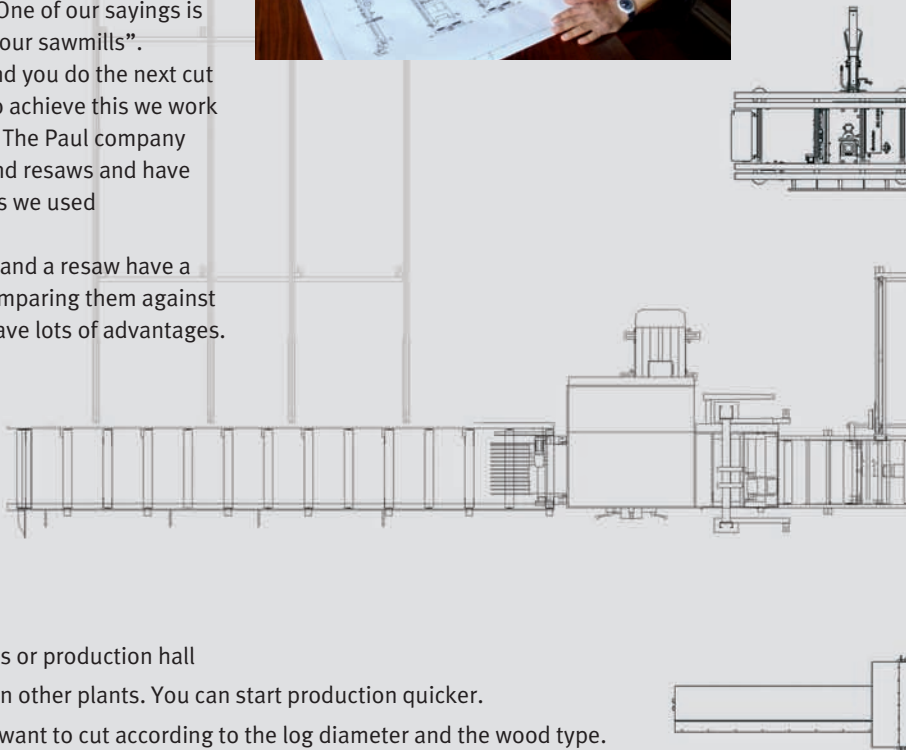 One of our sayings is
our sawmills”.
nd you do the next cut
o achieve this we work
The Paul company
nd resaws and have
s we used
and a resaw have a
mparing them against
ave lots of advantages.
s or production hall
n other plants. You can start production quicker.
want to cut according to the log diameter and the wood type.